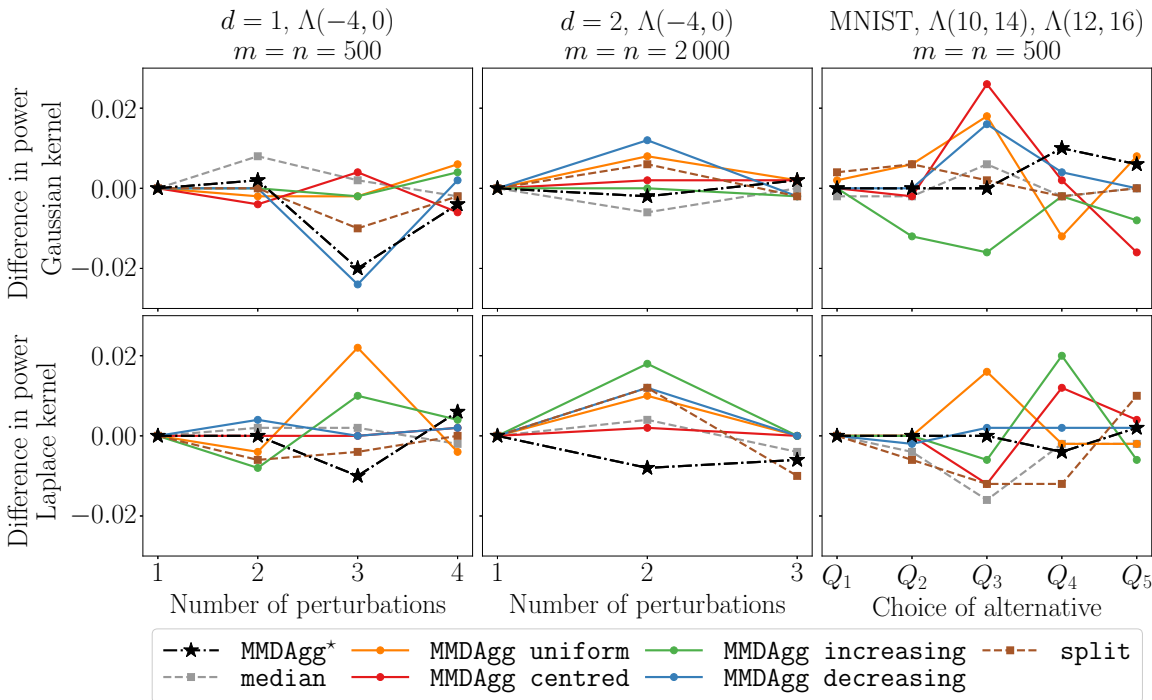 d = 1, Λ(−4, 0)
m = n = 500
d = 2, Λ(−4, 0)
m = n = 2 000
MNIST, Λ(10, 14), Λ(12, 16)
m = n = 500
Difference in power
Gaussian kernel
0.02
0.00
−0.02
Difference in power
Laplace kernel
0.02
0.00
−0.02
1 2 3 4
1 2 3
Q₁ Q₂ Q₃ Q₄ Q₅
Number of perturbations
Number of perturbations
Choice of alternative
MMDAgg⋆ MMDAgg uniform MMDAgg increasing split
median MMDAgg centred MMDAgg decreasing